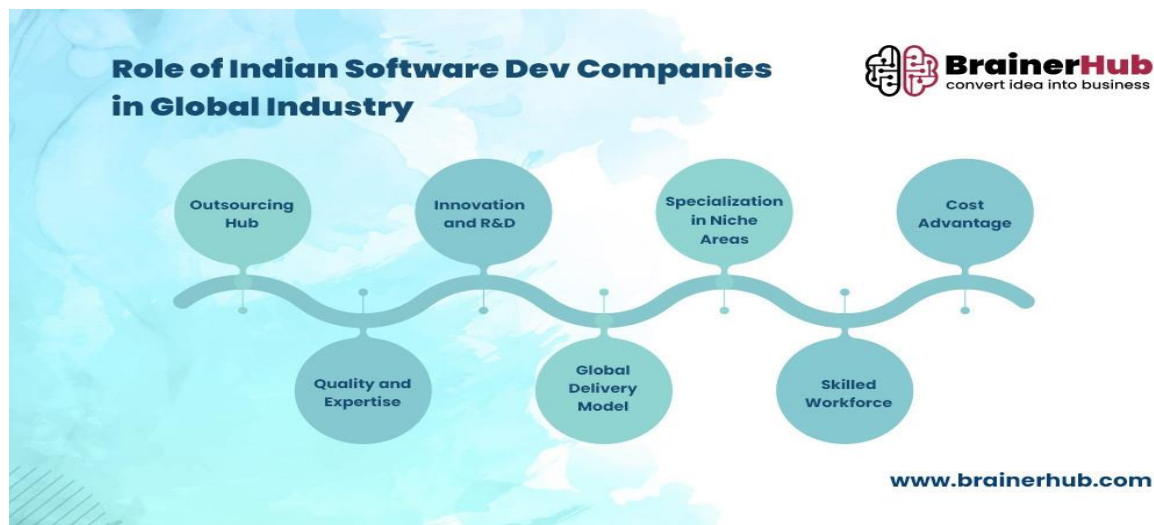 Role of Indian Software Dev Companies
in Global Industry
BrainerHub
convert idea into business
Outsourcing
Hub
Quality and
Expertise
Innovation
and R&D
Global
Delivery
Model
Specialization
in Niche
Areas
Skilled
Workforce
Cost
Advantage
www.brainerhub.com